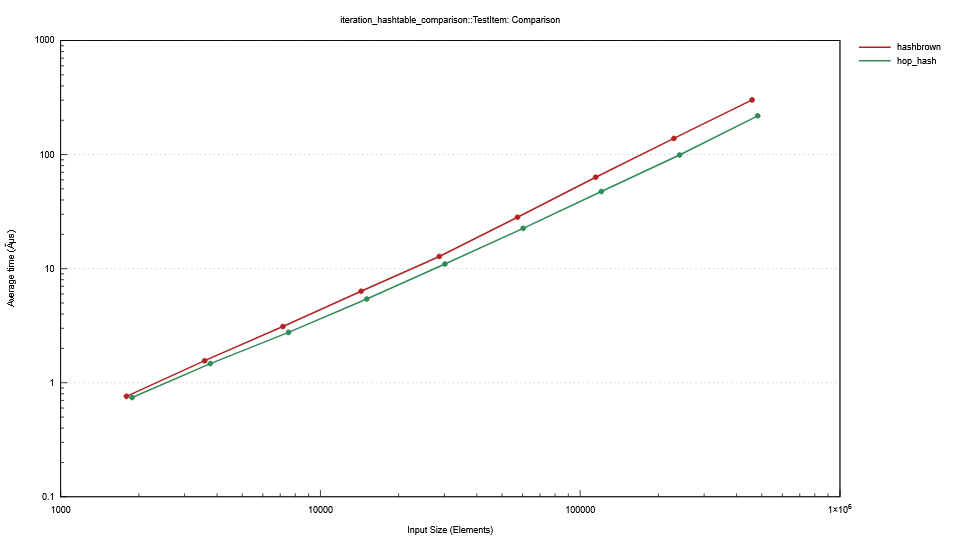 iteration_hashtable_comparison::TestItem: Comparison
hashbrown
hop_hash
1000
100
10
1
0.1
Average time (Âµs)
1000
10000
100000
1×10⁶
Input Size (Elements)